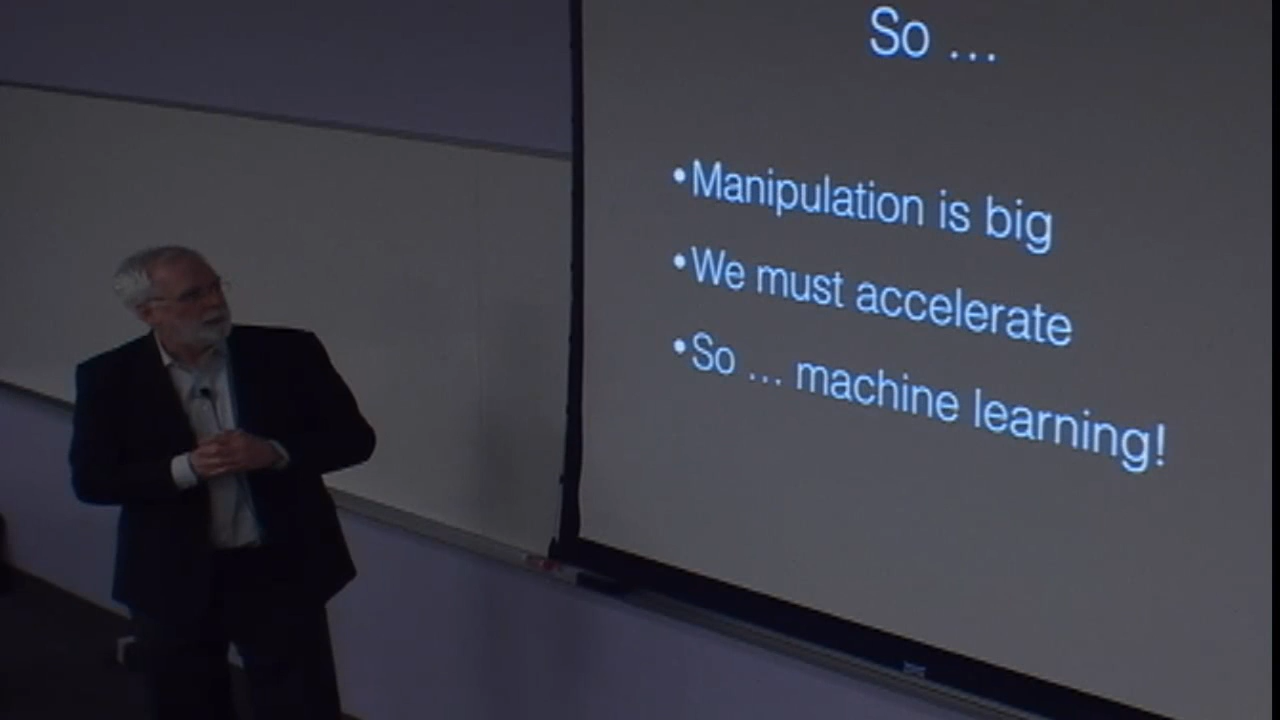 So …
•Manipulation is big
•We must accelerate
•So … machine learning!